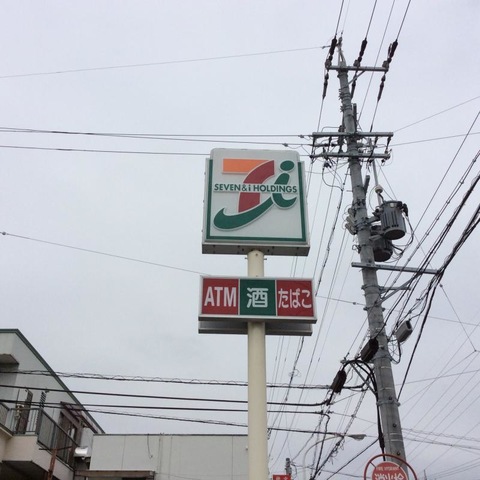 7i
SEVEN & i HOLDINGS
ATM 酒 たばこ